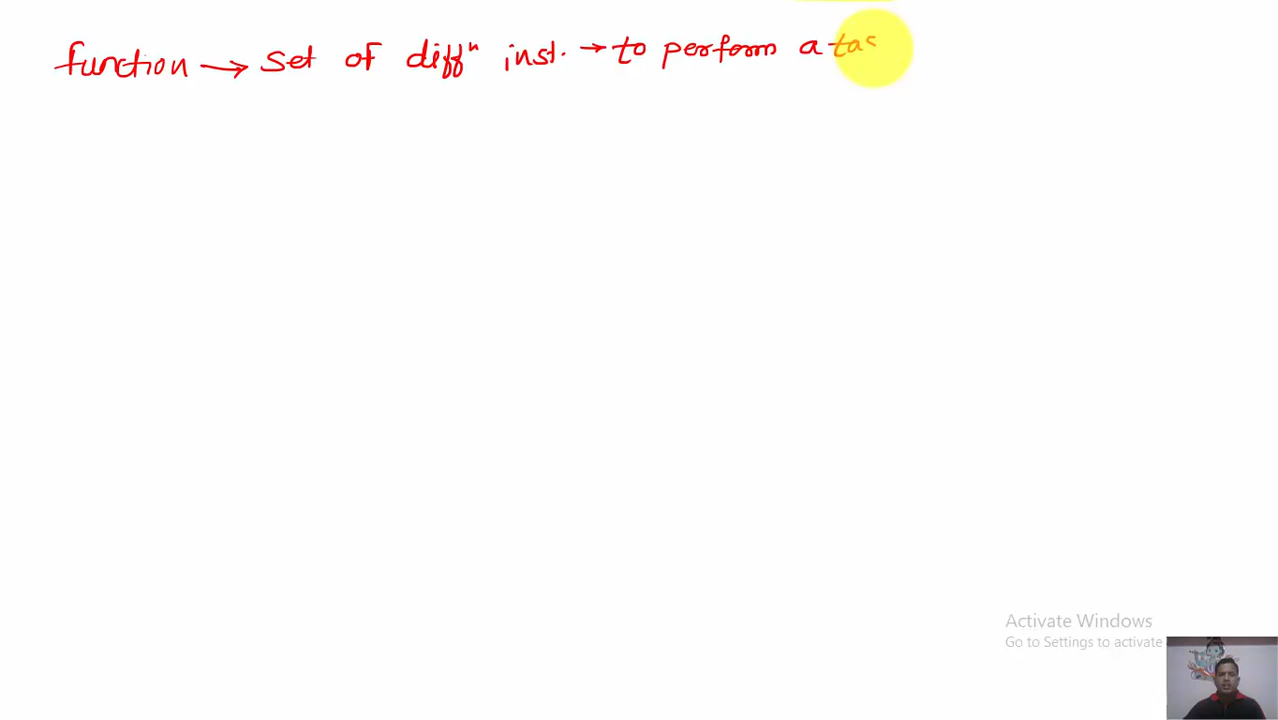 function → set of diffⁿ inst. → to perform a tas
Activate Windows
Go to Settings to activate